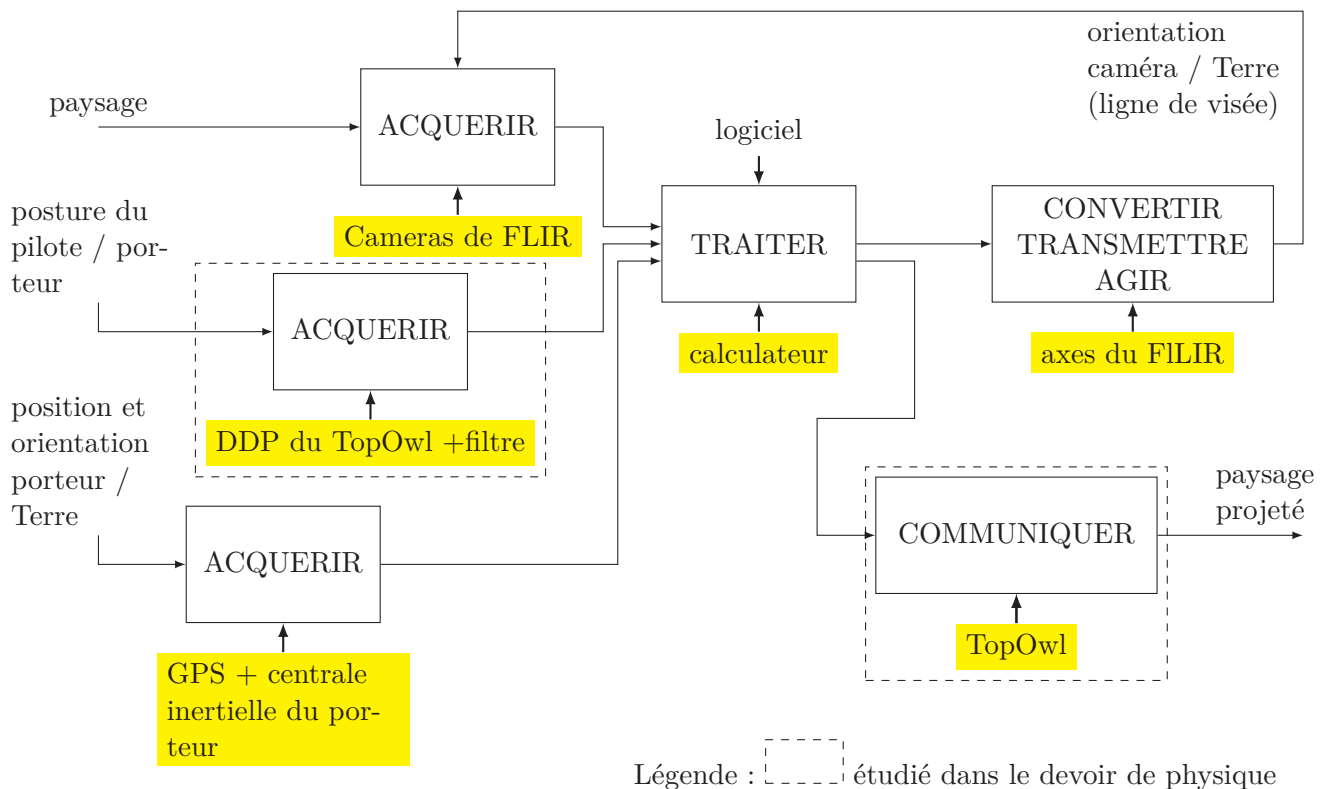 orientation
caméra / Terre
(ligne de visée)
paysage
ACQUERIR
logiciel
Cameras de FLIR
posture du
pilote / por-
teur
TRAITER
CONVERTIR
TRANSMETTRE
AGIR
ACQUERIR
calculateur
axes du FlLIR
DDP du TopOwl +filtre
position et
orientation
porteur /
Terre
ACQUERIR
COMMUNIQUER
paysage
projeté
TopOwl
GPS + centrale
inertielle du por-
teur
Légende : étudié dans le devoir de physique